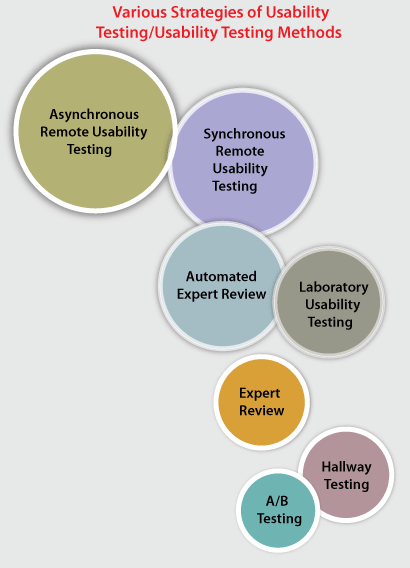 Various Strategies of Usability
Testing/Usability Testing Methods
Asynchronous
Remote Usability
Testing
Synchronous
Remote
Usability
Testing
Automated
Expert Review
Laboratory
Usability
Testing
Expert
Review
Hallway
Testing
A/B
Testing